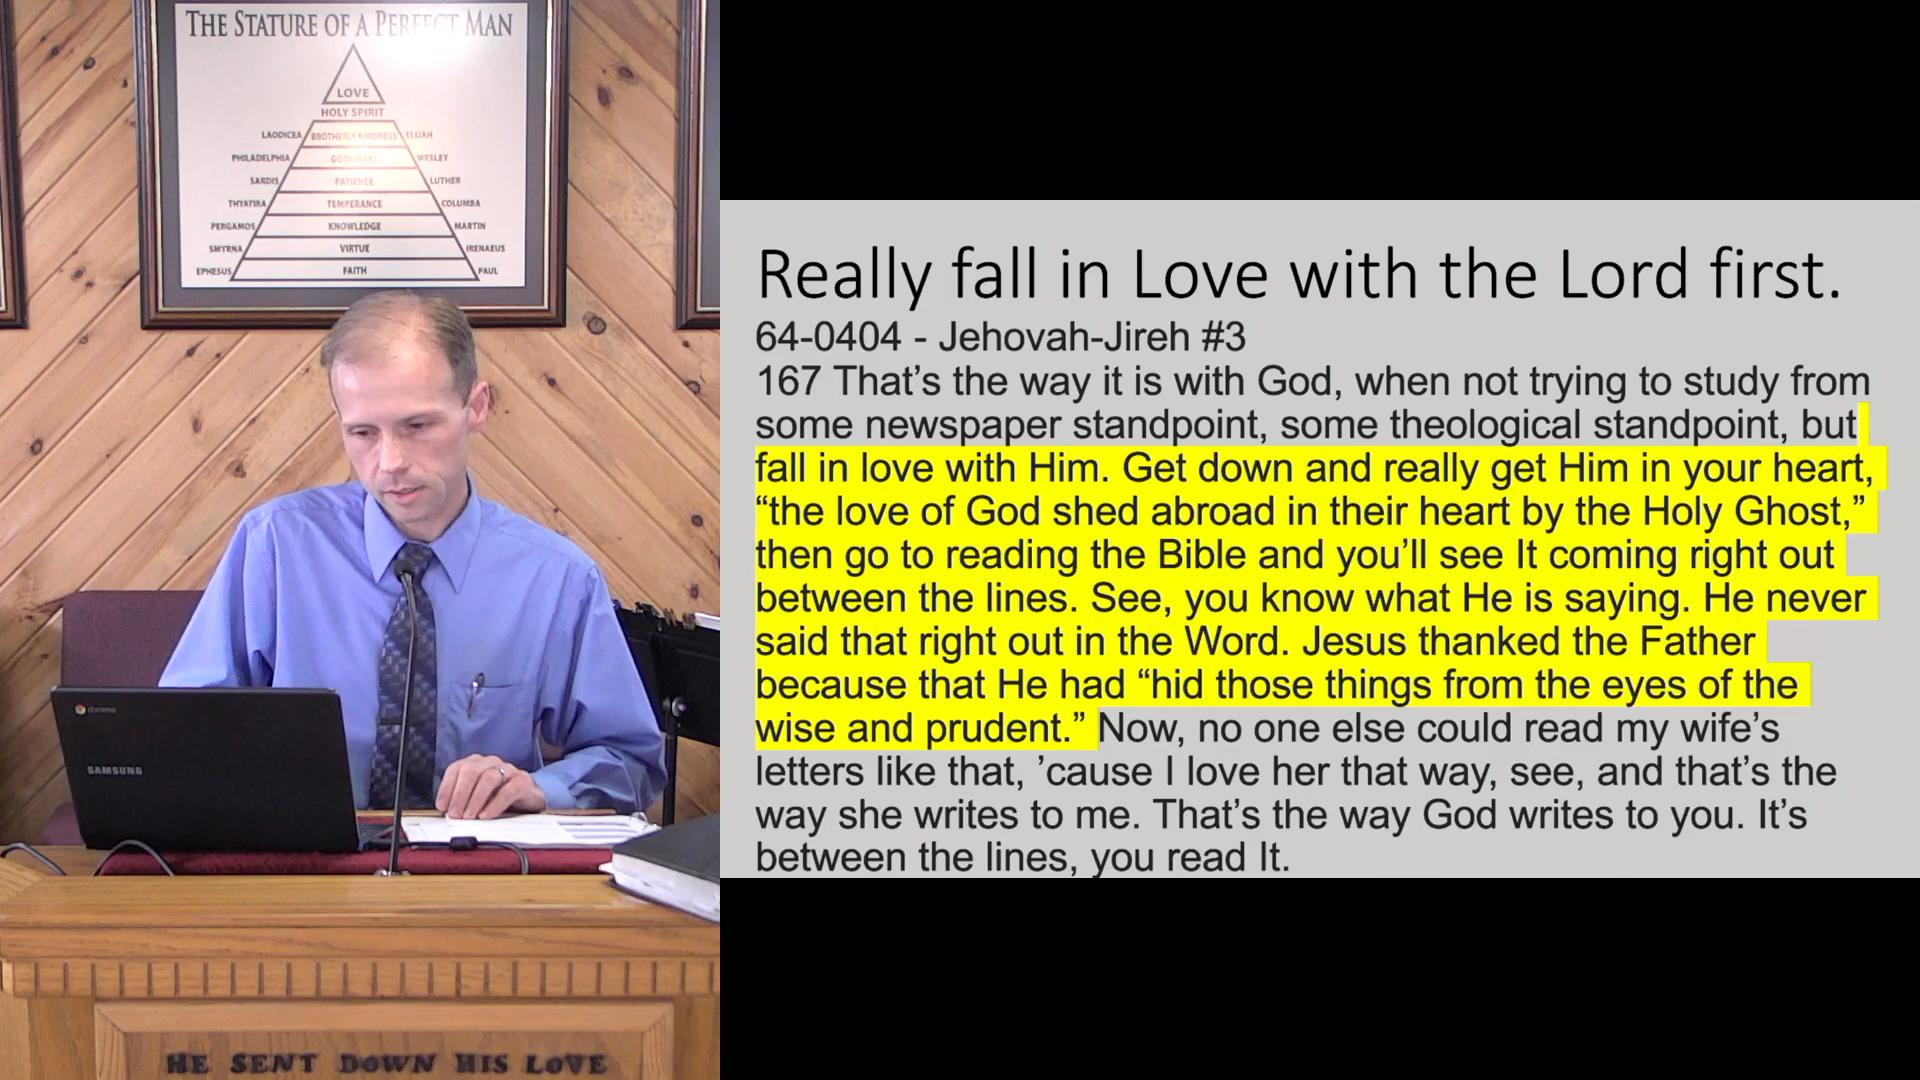 THE STATURE OF A PERFECT MAN
LOVE
HOLY SPIRIT
LAODICEA BROTHERLY KINDNESS ELIJAH
PHILADELPHIA GODLINESS WESLEY
SARDIS PATIENCE LUTHER
THYATIRA TEMPERANCE COLUMBA
PERGAMOS KNOWLEDGE MARTIN
SMYRNA VIRTUE IRENAEUS
EPHESUS FAITH PAUL
chrome
SAMSUNG
HE SENT DOWN HIS LOVE
Really fall in Love with the Lord first.
64-0404 - Jehovah-Jireh #3
167 That’s the way it is with God, when not trying to study from
some newspaper standpoint, some theological standpoint, but
fall in love with Him. Get down and really get Him in your heart,
“the love of God shed abroad in their heart by the Holy Ghost,”
then go to reading the Bible and you’ll see It coming right out
between the lines. See, you know what He is saying. He never
said that right out in the Word. Jesus thanked the Father
because that He had “hid those things from the eyes of the
wise and prudent.” Now, no one else could read my wife’s
letters like that, ’cause I love her that way, see, and that’s the
way she writes to me. That’s the way God writes to you. It’s
between the lines, you read It.